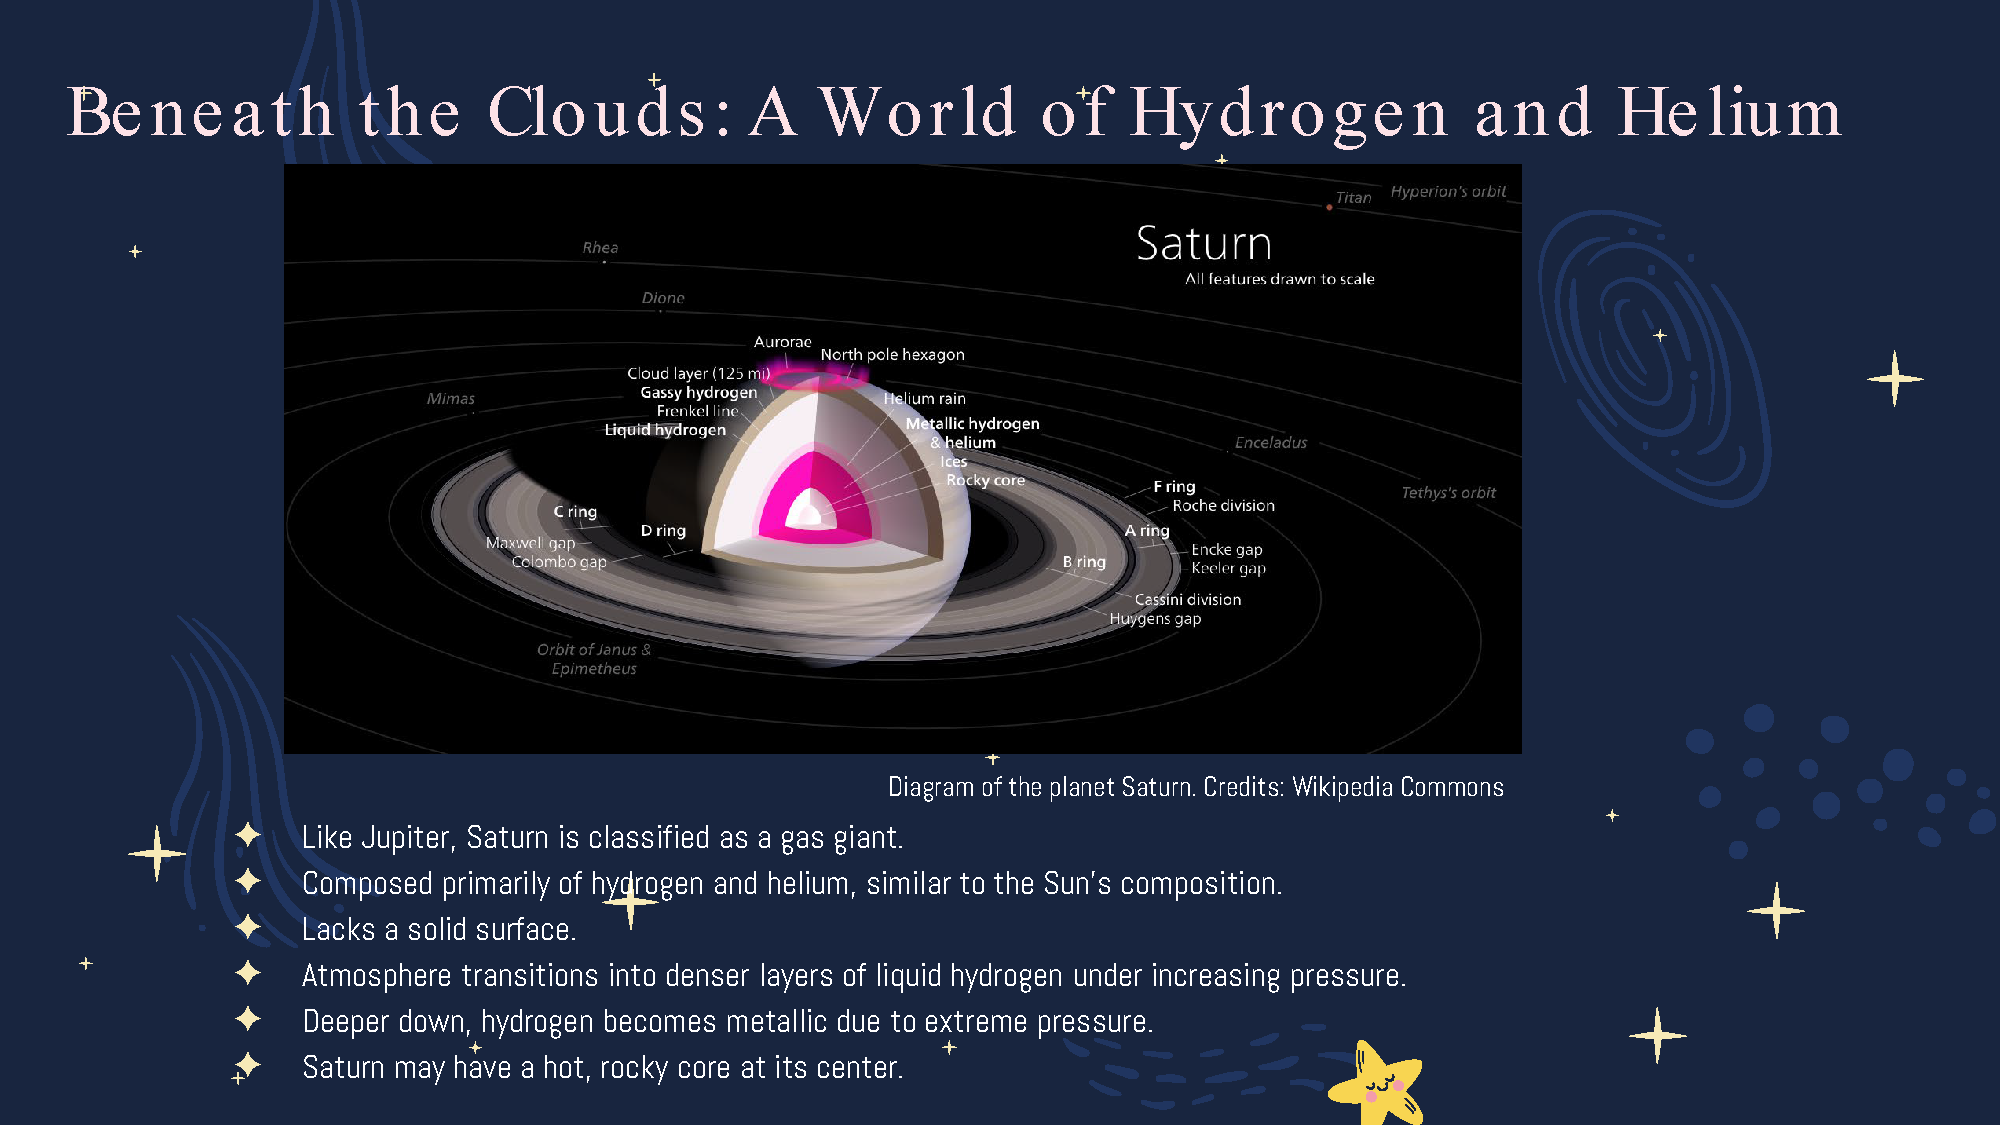 Beneath the Clouds: A World of Hydrogen and Helium
Titan
Hyperion's orbit
Saturn
All features drawn to scale
Rhea
Dione
Aurorae
North pole hexagon
Cloud layer (125 mi)
Gassy hydrogen
Frenkel line
Liquid hydrogen
Helium rain
Metallic hydrogen
& helium
Ices
Rocky core
Mimas
Enceladus
Tethys's orbit
F ring
Roche division
A ring
Encke gap
Keeler gap
B ring
Cassini division
Huygens gap
C ring
D ring
Maxwell gap
Colombo gap
Orbit of Janus &
Epimetheus
Diagram of the planet Saturn. Credits: Wikipedia Commons
Like Jupiter, Saturn is classified as a gas giant.
Composed primarily of hydrogen and helium, similar to the Sun's composition.
Lacks a solid surface.
Atmosphere transitions into denser layers of liquid hydrogen under increasing pressure.
Deeper down, hydrogen becomes metallic due to extreme pressure.
Saturn may have a hot, rocky core at its center.